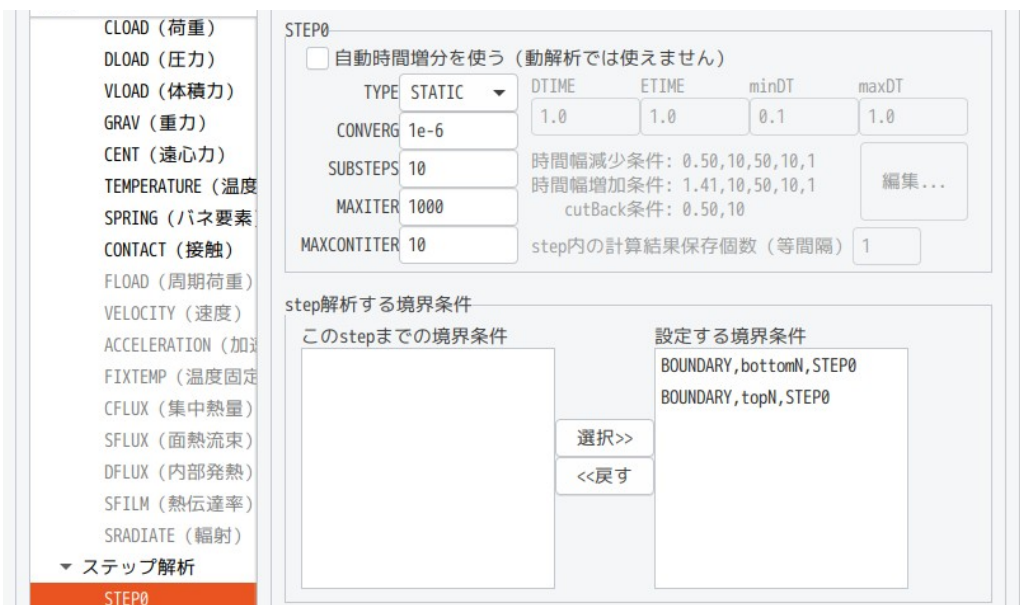 CLOAD (荷重)
DLOAD (圧力)
VLOAD (体積力)
GRAV (重力)
CENT (遠心力)
TEMPERATURE (温度
SPRING (バネ要素)
CONTACT (接触)
FLOAD (周期荷重)
VELOCITY (速度)
ACCELERATION (加速
FIXTEMP (温度固定
CFLUX (集中熱量)
SFLUX (面熱流束)
DFLUX (内部発熱)
SFILM (熱伝達率)
SRADIATE (輻射)
ステップ解析
STEP0
STEP0
自動時間増分を使う (動解析では使えません)
TYPE STATIC
CONVERG 1e-6
SUBSTEPS 10
MAXITER 1000
MAXCONTITER 10
DTIME ETIME minDT maxDT
1.0 1.0 0.1 1.0
時間幅減少条件: 0.50,10,50,10,1
時間幅増加条件: 1.41,10,50,10,1
cutBack条件: 0.50,10
編集...
step内の計算結果保存個数 (等間隔) 1
step解析する境界条件
このstepまでの境界条件
選択>>
<<戻す
設定する境界条件
BOUNDARY,bottomN,STEP0
BOUNDARY,topN,STEP0